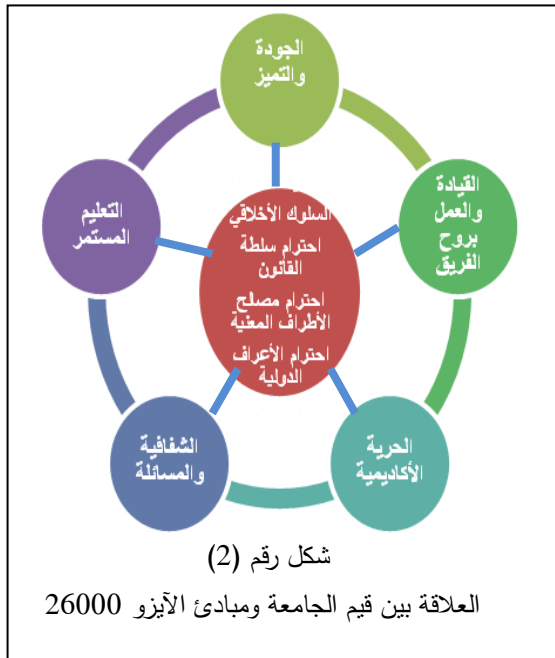 الجودة
والتميز
القيادة
والعمل
بروح
الفريق
التعليم
المستمر
السلوك الأخلاقي
احترام سلطة
القانون
احترام مصالح
الأطراف المعنية
احترام الأعراف
الدولية
الشفافية
والمسائلة
الحرية
الأكاديمية
شكل رقم (2)
العلاقة بين قيم الجامعة ومبادئ الآيزو 26000